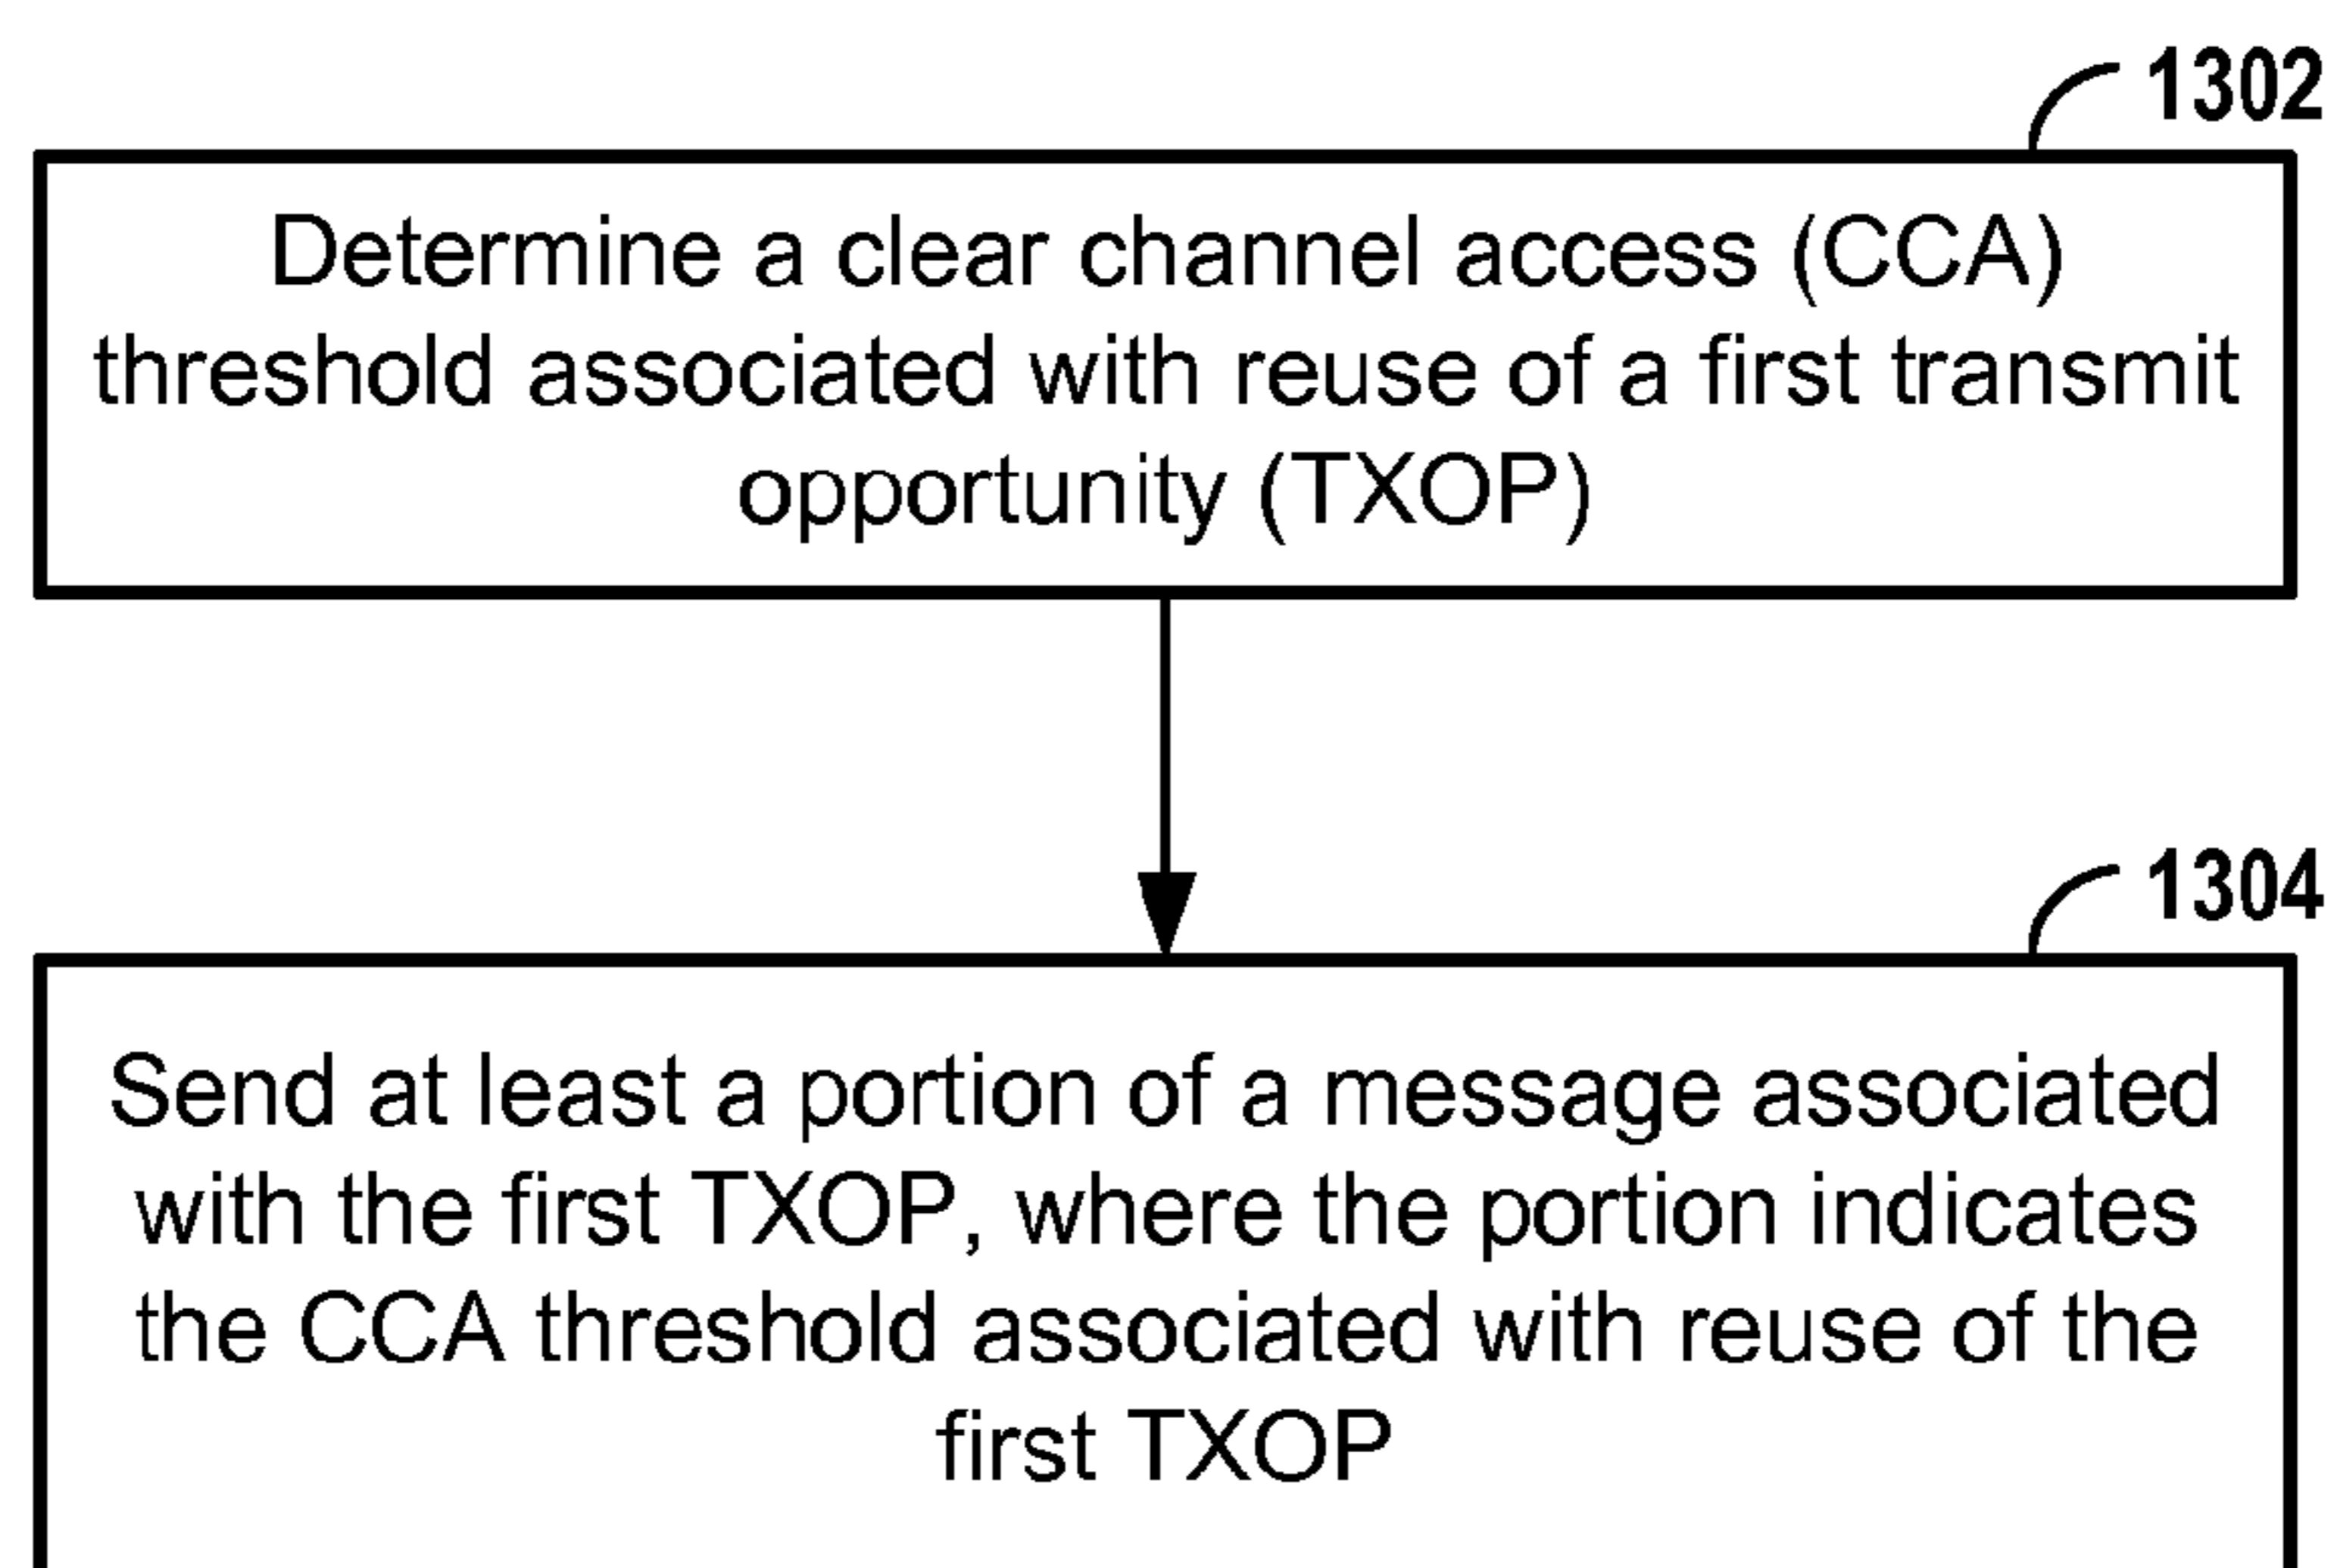 1302
Determine a clear channel access (CCA)
threshold associated with reuse of a first transmit
opportunity (TXOP)
1304
Send at least a portion of a message associated
with the first TXOP, where the portion indicates
the CCA threshold associated with reuse of the
first TXOP